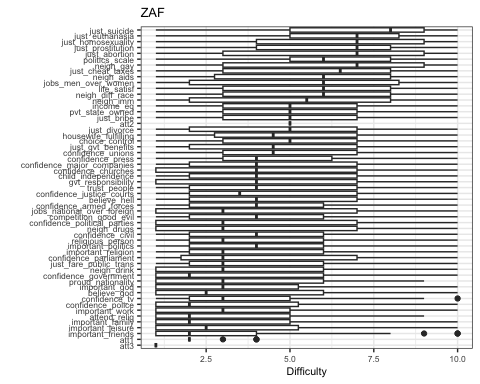 ZAF
just_suicide
just_euthanasia
just_homosexuality
just_prostitution
just_abortion
politics_scale
neigh_gay
just_cheat_taxes
neigh_aids
jobs_men_over_women
life_satisf
neigh_diff_race
neigh_imm
income_eq
pvt_state_owned
just_bribe
att2
just_divorce
housewife_fulfilling
choice_control
just_gvt_benefits
confidence_unions
confidence_press
confidence_major_companies
confidence_churches
child_independence
gvt_responsibility
trust_people
confidence_justice_courts
believe_hell
confidence_armed_forces
jobs_national_over_foreign
competition_good_evil
confidence_political_parties
neigh_drugs
confidence_civil
religious_person
important_politics
important_religion
confidence_parliament
just_fare_public_trans
neigh_drink
confidence_government
proud_nationality
important_god
believe_god
confidence_tv
confidence_police
important_work
attend_relig
important_family
important_leisure
important_friends
att1
att3
2.5 5.0 7.5 10.0
Difficulty